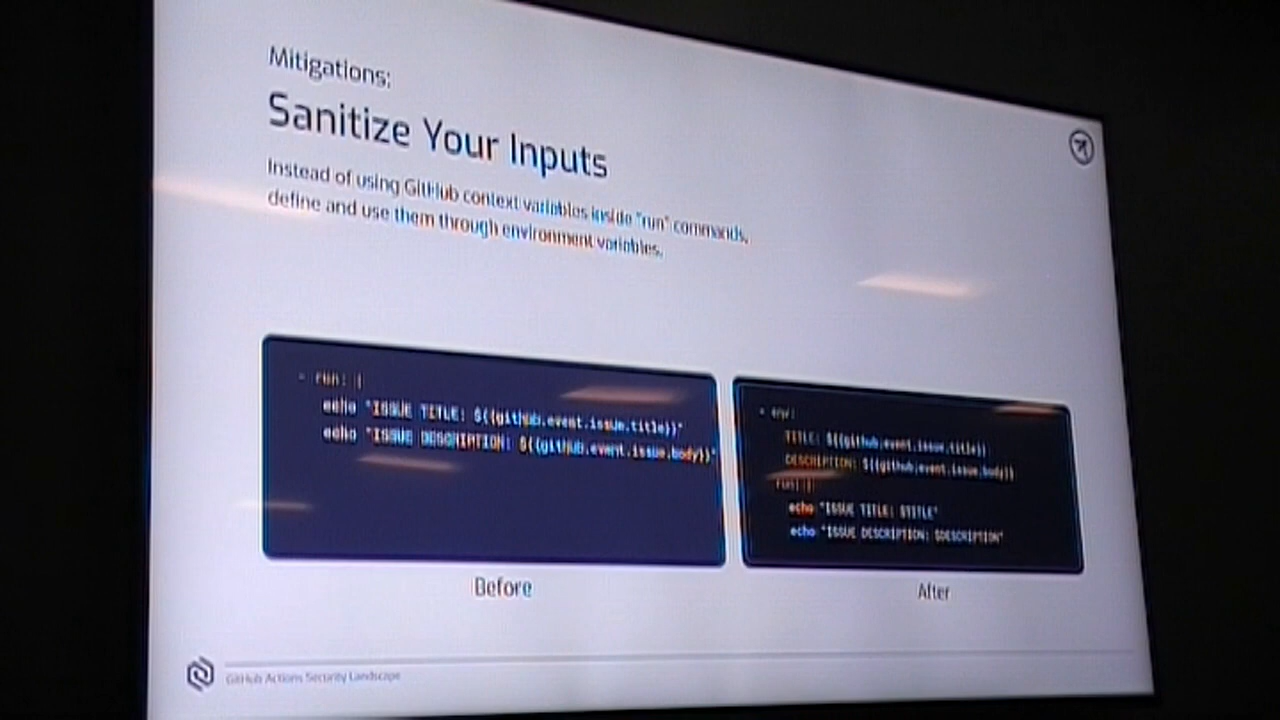 Mitigations:
Sanitize Your Inputs
Instead of using GitHub context variables inside "run" commands,
define and use them through environment variables.
- run: |
echo "ISSUE TITLE: ${{github.event.issue.title}}"
echo "ISSUE DESCRIPTION: ${{github.event.issue.body}}"
- env:
TITLE: ${{github.event.issue.title}}
DESCRIPTION: ${{github.event.issue.body}}
run: |
echo "ISSUE TITLE: $TITLE"
echo "ISSUE DESCRIPTION: $DESCRIPTION"
Before
After
GitHub Actions Security Landscape